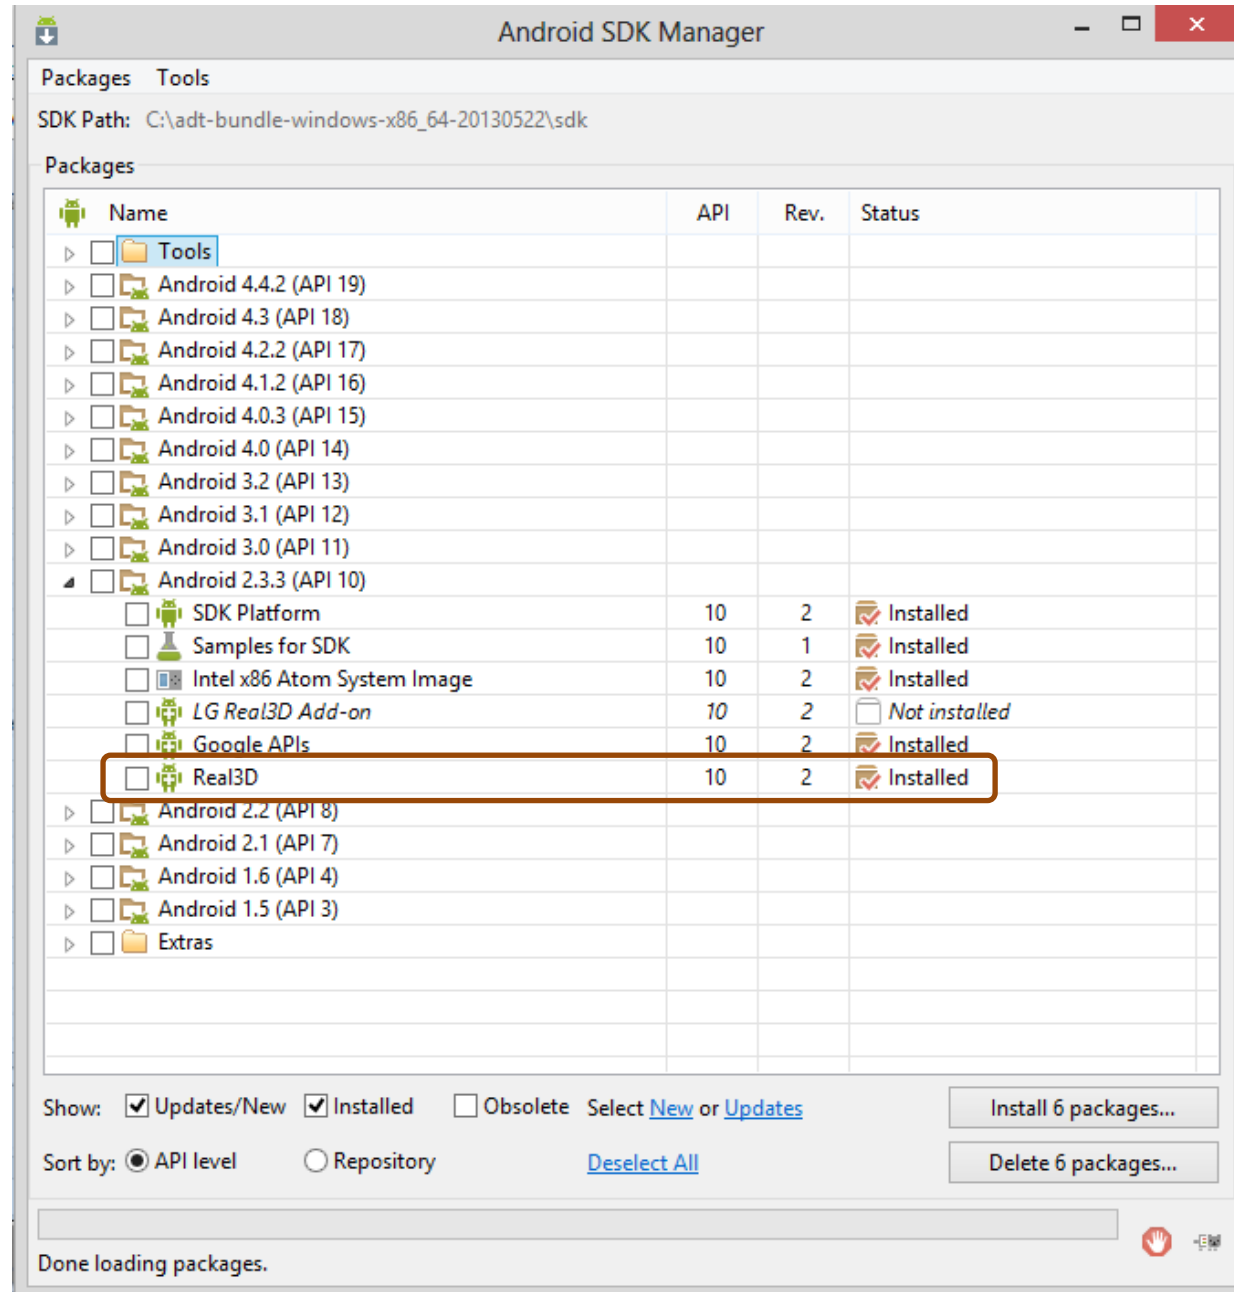 Android SDK Manager
Packages Tools
SDK Path: C:\adt-bundle-windows-x86_64-20130522\sdk
Packages
Name API Rev. Status
Tools
Android 4.4.2 (API 19)
Android 4.3 (API 18)
Android 4.2.2 (API 17)
Android 4.1.2 (API 16)
Android 4.0.3 (API 15)
Android 4.0 (API 14)
Android 3.2 (API 13)
Android 3.1 (API 12)
Android 3.0 (API 11)
Android 2.3.3 (API 10)
SDK Platform 10 2 Installed
Samples for SDK 10 1 Installed
Intel x86 Atom System Image 10 2 Installed
LG Real3D Add-on 10 2 Not installed
Google APIs 10 2 Installed
Real3D 10 2 Installed
Android 2.2 (API 8)
Android 2.1 (API 7)
Android 1.6 (API 4)
Android 1.5 (API 3)
Extras
Show: Updates/New Installed Obsolete Select New or Updates Install 6 packages...
Sort by: API level Repository Deselect All Delete 6 packages...
Done loading packages.